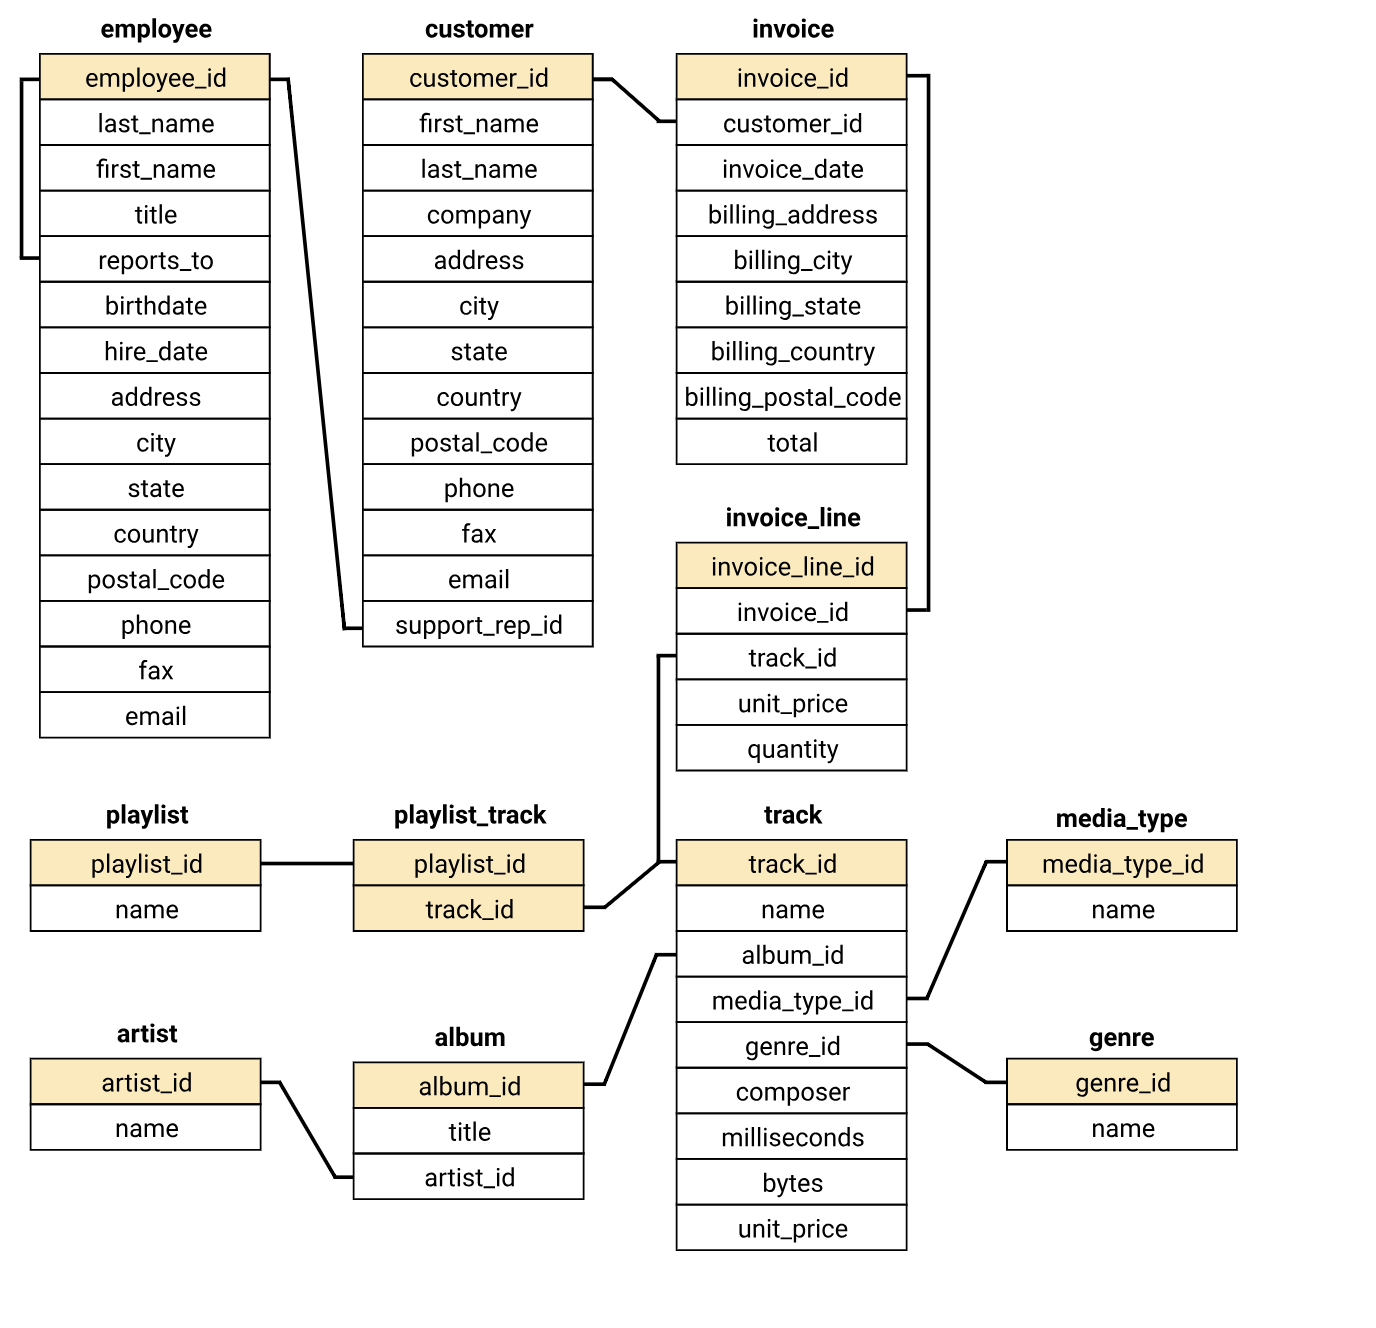 employee
employee_id
last_name
first_name
title
reports_to
birthdate
hire_date
address
city
state
country
postal_code
phone
fax
email
customer
customer_id
first_name
last_name
company
address
city
state
country
postal_code
phone
fax
email
support_rep_id
invoice
invoice_id
customer_id
invoice_date
billing_address
billing_city
billing_state
billing_country
billing_postal_code
total
invoice_line
invoice_line_id
invoice_id
track_id
unit_price
quantity
playlist
playlist_id
name
playlist_track
playlist_id
track_id
track
track_id
name
album_id
media_type_id
genre_id
composer
milliseconds
bytes
unit_price
media_type
media_type_id
name
artist
artist_id
name
album
album_id
title
artist_id
genre
genre_id
name